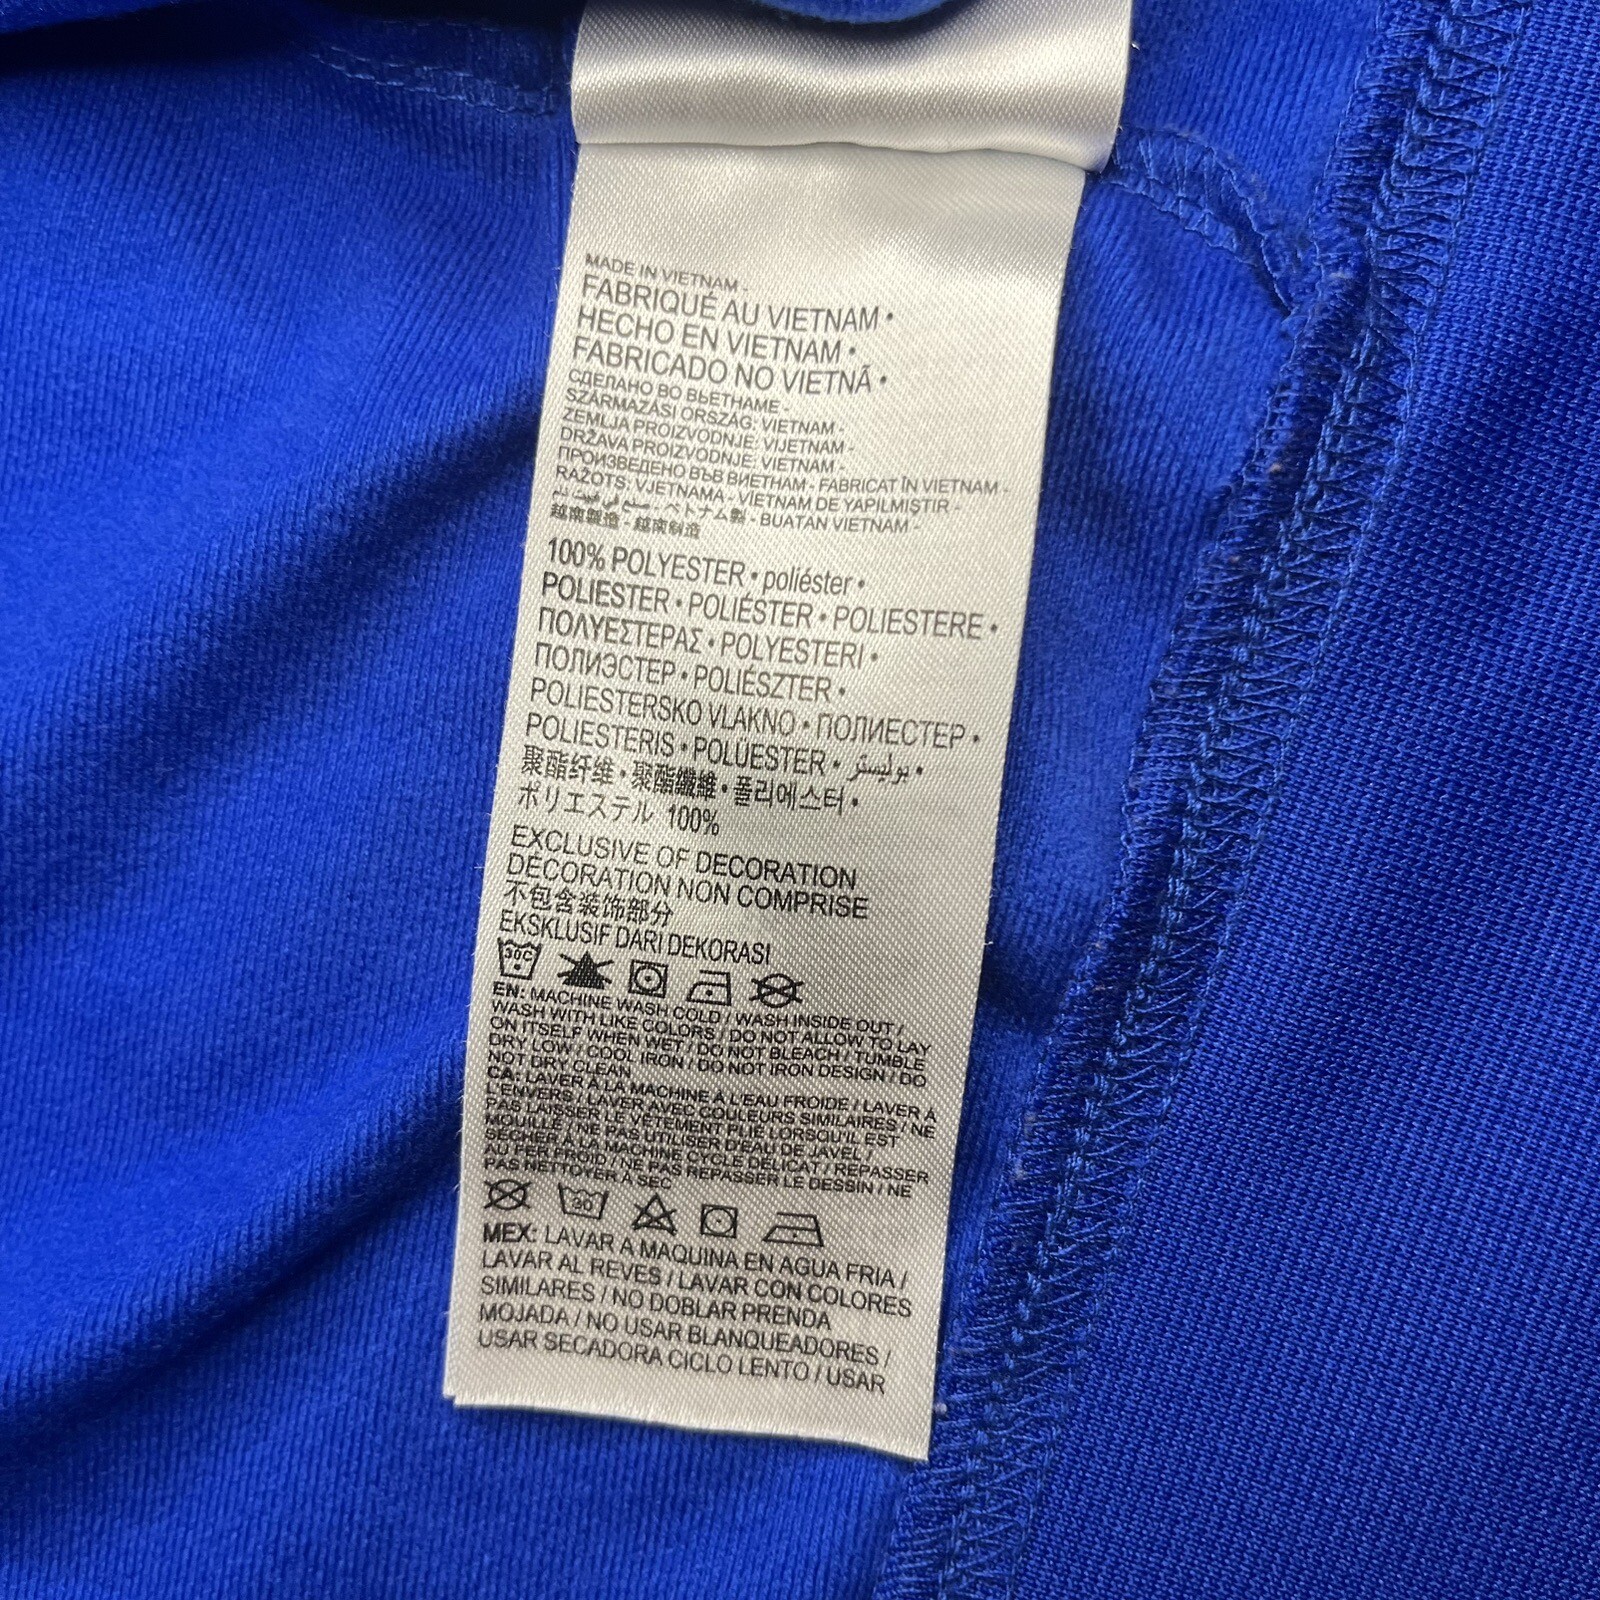 MADE IN VIETNAM -
FABRIQUÉ AU VIETNAM •
HECHO EN VIETNAM •
FABRICADO NO VIETNÃ •
СДЕЛАНО ВО ВЬЕТНАМЕ -
SZÁRMAZÁSI ORSZÁG: VIETNAM -
ZEMLJA PROIZVODNJE: VIJETNAM -
DRŽAVA PROIZVODNJE: VIETNAM -
ПРОИЗВЕДЕНО ВЪВ ВИЕТНАМ - FABRICAT ÎN VIETNAM -
RAŽOTS: VJETNAMA - VİETNAM DE YAPILMIŞTIR -
صنع في فيت نام - ベトナム製 - BUATAN VIETNAM -
越南製造 - 越南制造
100% POLYESTER • poliéster •
POLIESTER • POLIÉSTER • POLIESTERE •
ΠΟΛΥΕΣΤΕΡΑΣ • POLYESTERI •
ПОЛИЭСТЕР • POLIÉSZTER •
POLIESTERSKO VLAKNO • ПОЛИЕСТЕР •
POLIESTERIS • POLUESTER • بوليستر •
聚酯纤维 • 聚酯纖維 • 폴리에스터 •
ポリエステル 100%
EXCLUSIVE OF DECORATION
DÉCORATION NON COMPRISE
不包含装饰部分
EKSKLUSIF DARI DEKORASI
30C
EN: MACHINE WASH COLD / WASH INSIDE OUT /
WASH WITH LIKE COLORS / DO NOT ALLOW TO LAY
ON ITSELF WHEN WET / DO NOT BLEACH / TUMBLE
DRY LOW / COOL IRON / DO NOT IRON DESIGN / DO
NOT DRY CLEAN
CA: LAVER À LA MACHINE À L'EAU FROIDE / LAVER À
L'ENVERS / LAVER AVEC COULEURS SIMILAIRES / NE
PAS LAISSER LE VÊTEMENT PLIÉ LORSQU'IL EST
MOUILLÉ / NE PAS UTILISER D'EAU DE JAVEL /
SÉCHER À LA MACHINE CYCLE DÉLICAT / REPASSER
AU FER FROID / NE PAS REPASSER LE DESSIN / NE
PAS NETTOYER À SEC
30
MEX: LAVAR A MAQUINA EN AGUA FRIA /
LAVAR AL REVES / LAVAR CON COLORES
SIMILARES / NO DOBLAR PRENDA
MOJADA / NO USAR BLANQUEADORES /
USAR SECADORA CICLO LENTO / USAR